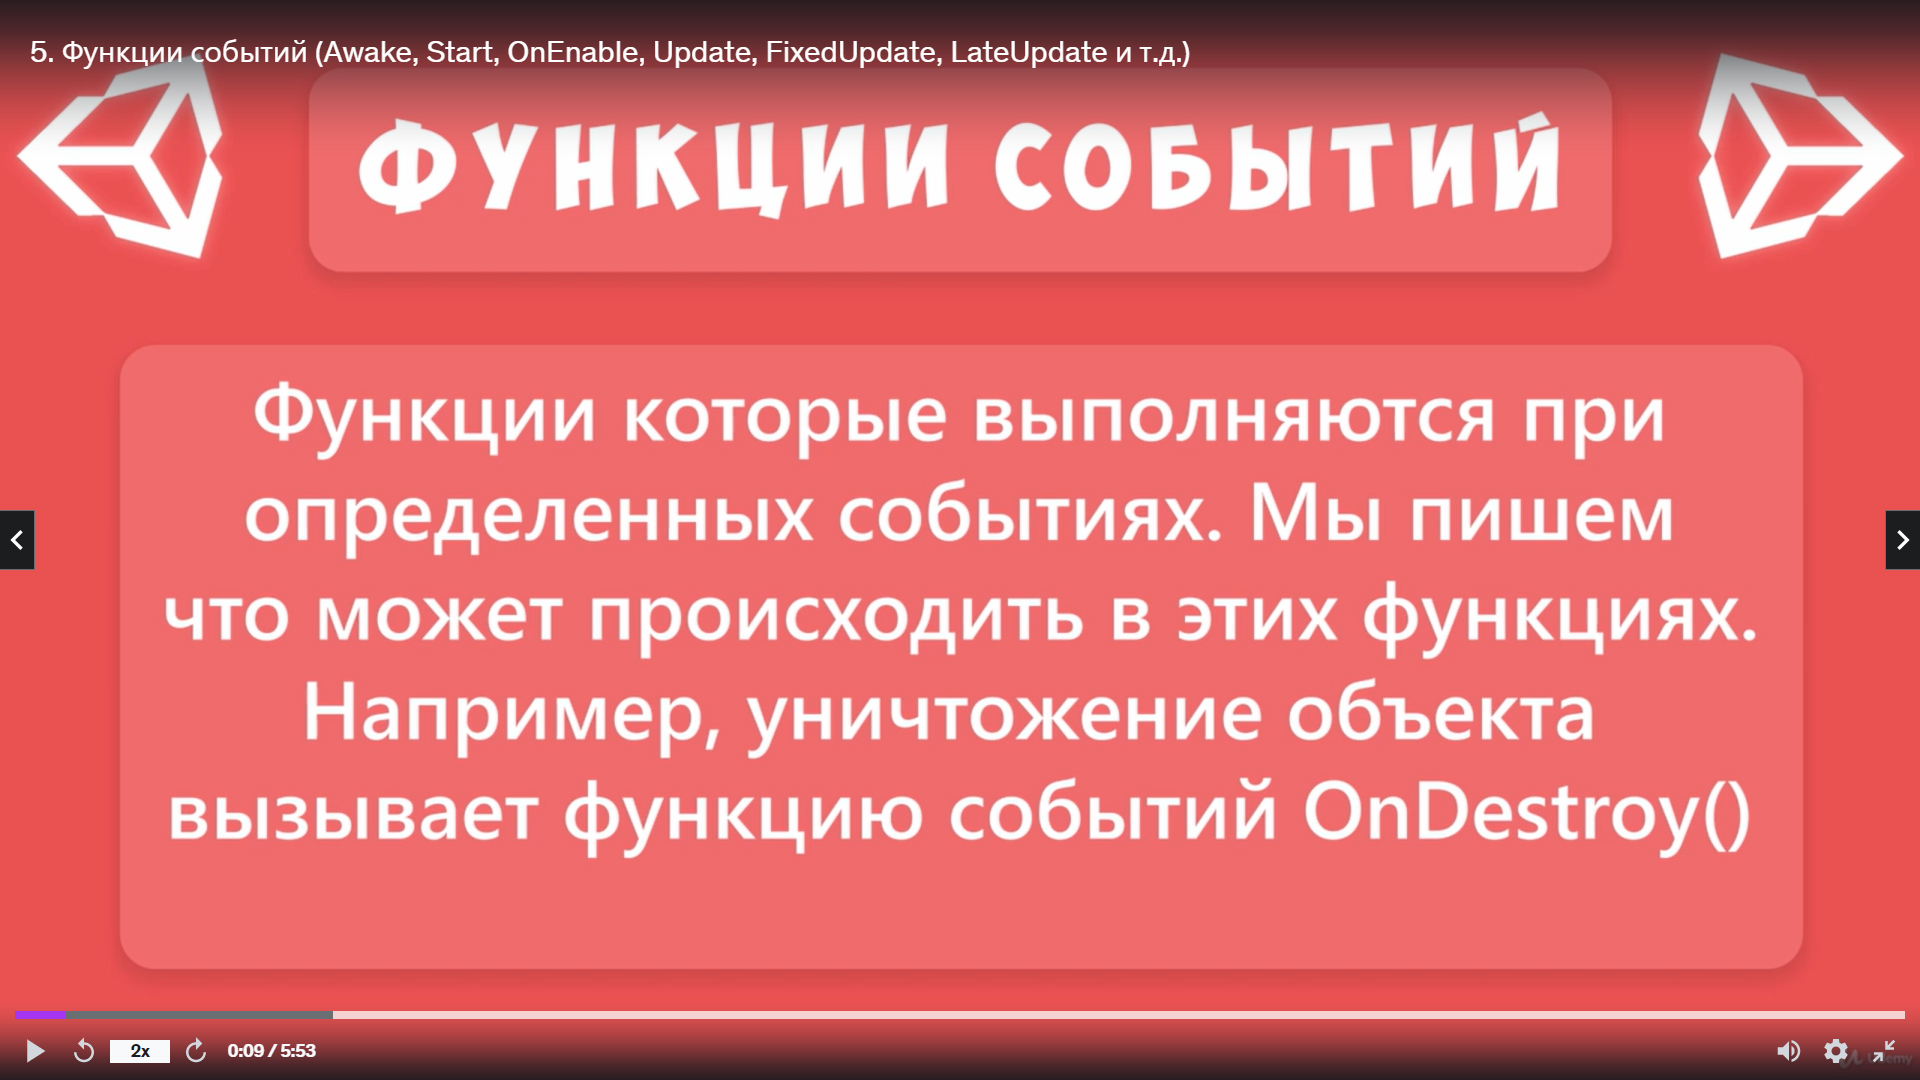 5. Функции событий (Awake, Start, OnEnable, Update, FixedUpdate, LateUpdate и т.д.)
ФУНКЦИИ СОБЫТИЙ
Функции которые выполняются при
определенных событиях. Мы пишем
что может происходить в этих функциях.
Например, уничтожение объекта
вызывает функцию событий OnDestroy()
2x
0:09 / 5:53
Udemy